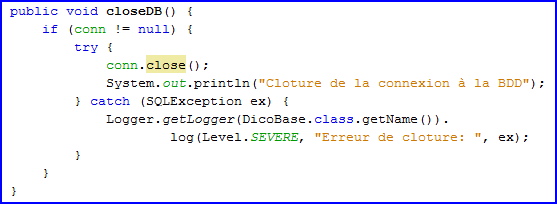 public void closeDB() {
    if (conn != null) {
        try {
            conn.close();
            System.out.println("Cloture de la connexion à la BDD");
        } catch (SQLException ex) {
            Logger.getLogger(DicoBase.class.getName()).
                    log(Level.SEVERE, "Erreur de cloture: ", ex);
        }
    }
}